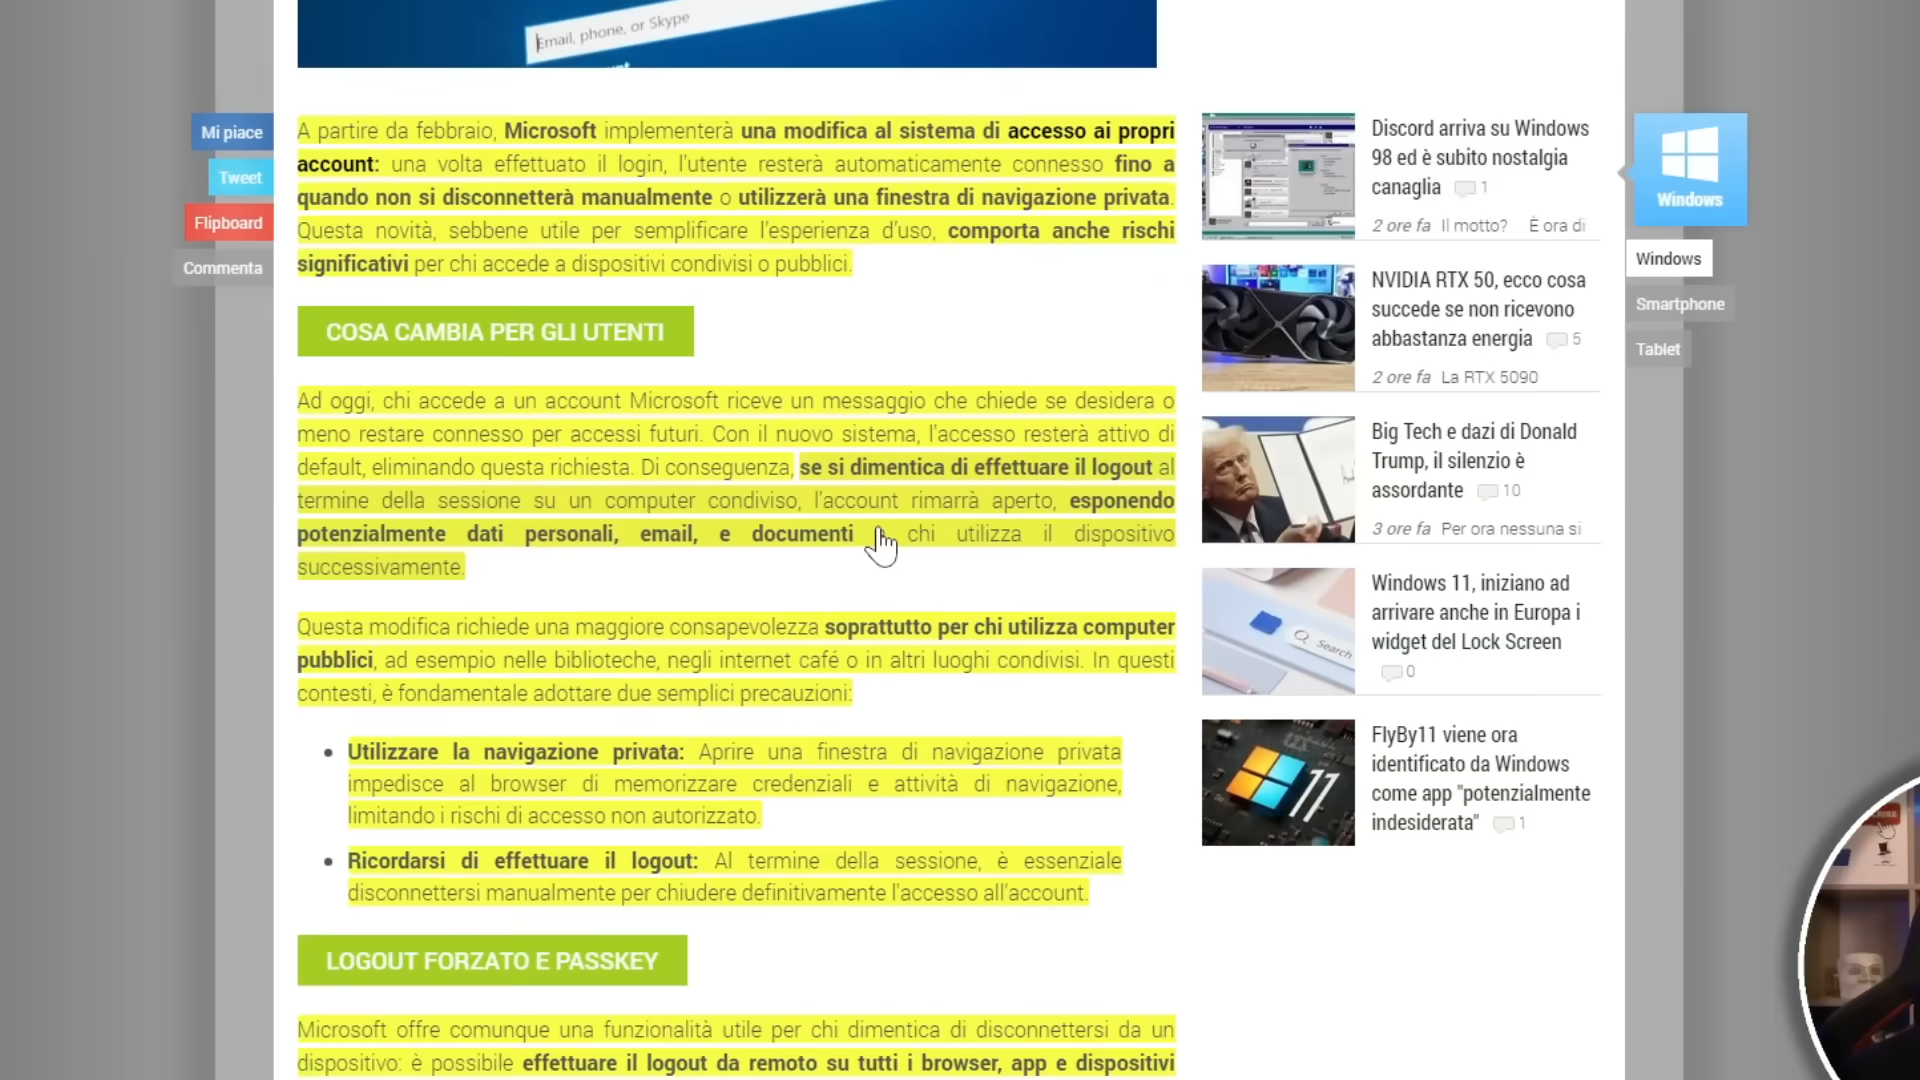 Email, phone, or Skype
Mi piace
Tweet
Flipboard
Commenta
A partire da febbraio, Microsoft implementerà una modifica al sistema di accesso ai propri
account: una volta effettuato il login, l'utente resterà automaticamente connesso fino a
quando non si disconnetterà manualmente o utilizzerà una finestra di navigazione privata.
Questa novità, sebbene utile per semplificare l'esperienza d'uso, comporta anche rischi
significativi per chi accede a dispositivi condivisi o pubblici.
COSA CAMBIA PER GLI UTENTI
Ad oggi, chi accede a un account Microsoft riceve un messaggio che chiede se desidera o
meno restare connesso per accessi futuri. Con il nuovo sistema, l'accesso resterà attivo di
default, eliminando questa richiesta. Di conseguenza, se si dimentica di effettuare il logout al
termine della sessione su un computer condiviso, l'account rimarrà aperto, esponendo
potenzialmente dati personali, email, e documenti chi utilizza il dispositivo
successivamente.
Questa modifica richiede una maggiore consapevolezza soprattutto per chi utilizza computer
pubblici, ad esempio nelle biblioteche, negli internet café o in altri luoghi condivisi. In questi
contesti, è fondamentale adottare due semplici precauzioni:
• Utilizzare la navigazione privata: Aprire una finestra di navigazione privata
impedisce al browser di memorizzare credenziali e attività di navigazione,
limitando i rischi di accesso non autorizzato.
• Ricordarsi di effettuare il logout: Al termine della sessione, è essenziale
disconnettersi manualmente per chiudere definitivamente l'accesso all'account.
LOGOUT FORZATO E PASSKEY
Microsoft offre comunque una funzionalità utile per chi dimentica di disconnettersi da un
dispositivo: è possibile effettuare il logout da remoto su tutti i browser, app e dispositivi
Discord arriva su Windows
98 ed è subito nostalgia
canaglia 1
2 ore fa Il motto? È ora di
NVIDIA RTX 50, ecco cosa
succede se non ricevono
abbastanza energia 5
2 ore fa La RTX 5090
Big Tech e dazi di Donald
Trump, il silenzio è
assordante 10
3 ore fa Per ora nessuna si
Search
Windows 11, iniziano ad
arrivare anche in Europa i
widget del Lock Screen
0
11
FlyBy11 viene ora
identificato da Windows
come app "potenzialmente
indesiderata" 1
Windows
Windows
Smartphone
Tablet